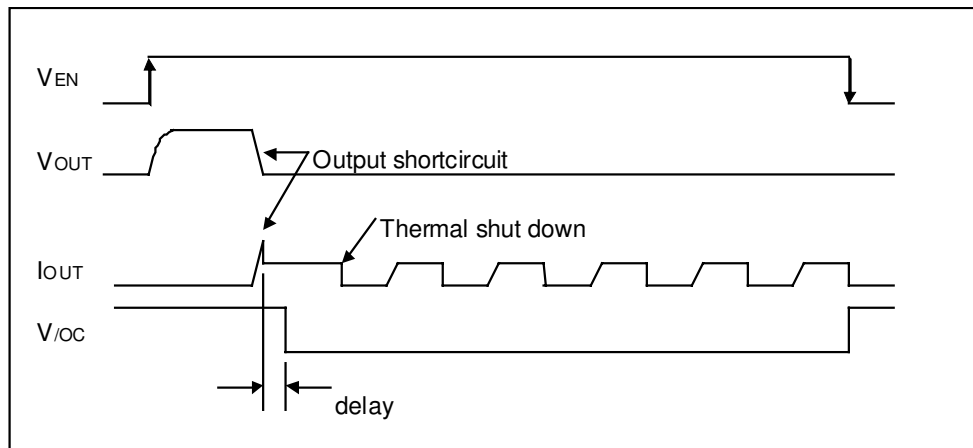 VEN
VOUT
Output shortcircuit
Thermal shut down
IOUT
V/OC
delay